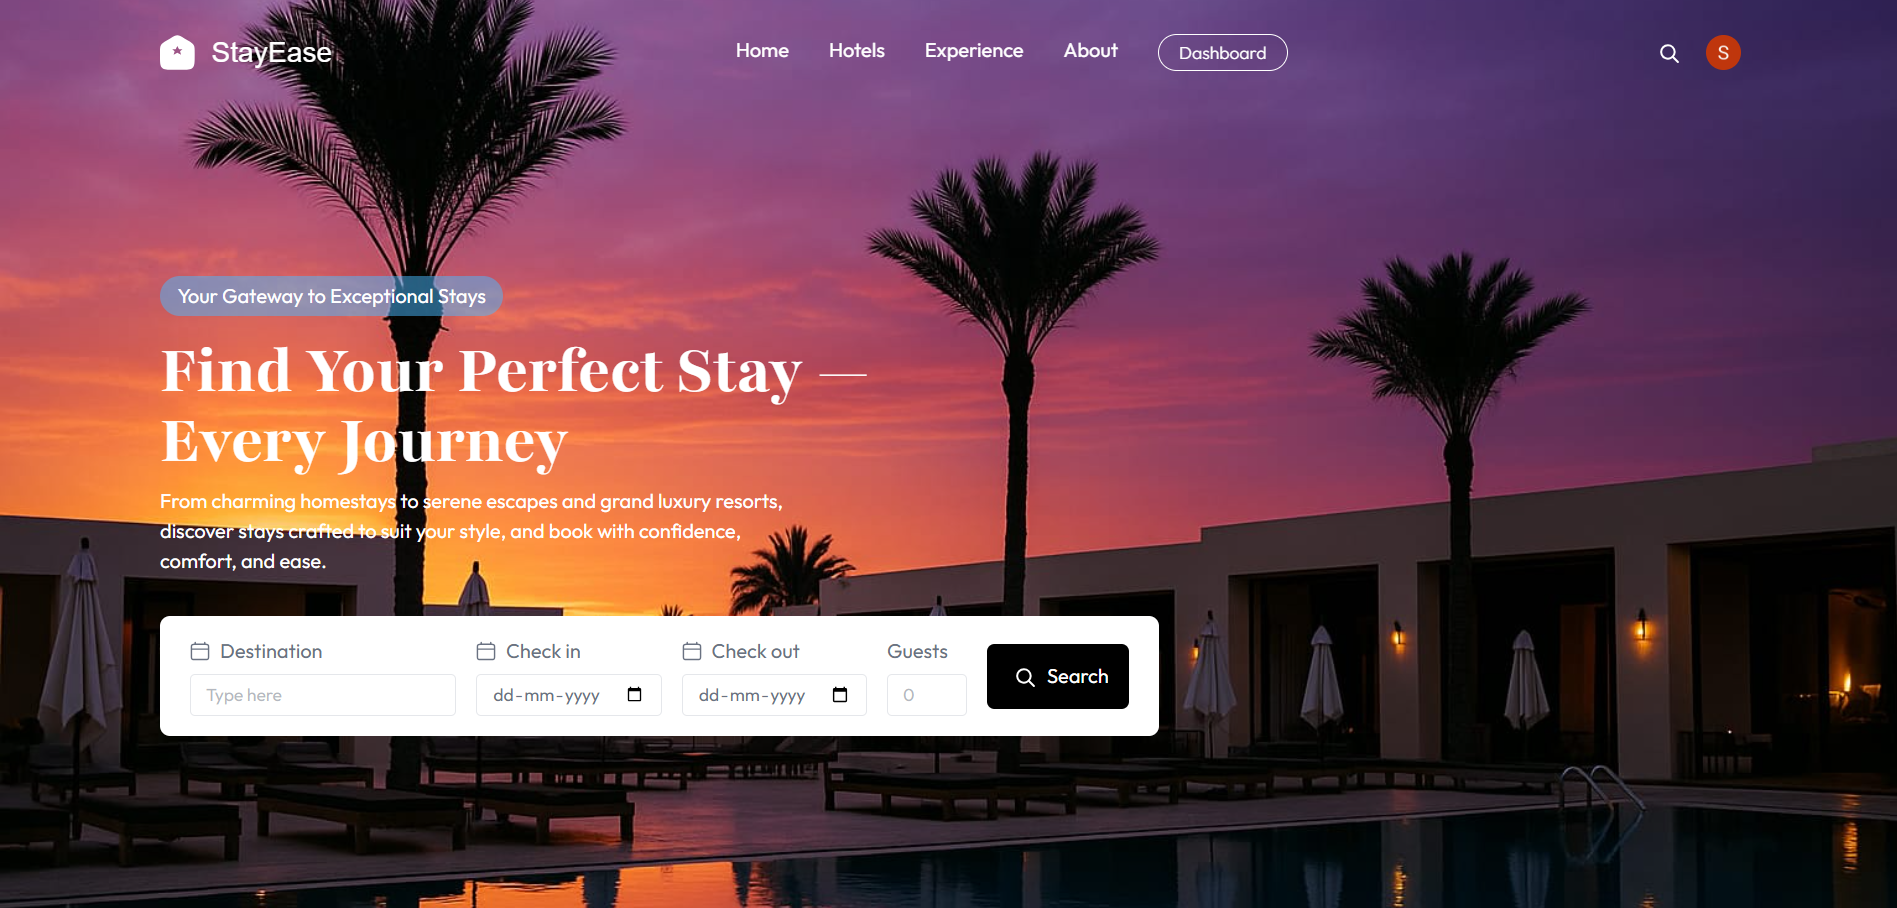 StayEase
Home
Hotels
Experience
About
Dashboard
S
Your Gateway to Exceptional Stays
Find Your Perfect Stay —
Every Journey
From charming homestays to serene escapes and grand luxury resorts,
discover stays crafted to suit your style, and book with confidence,
comfort, and ease.
Destination
Type here
Check in
dd-mm-yyyy
Check out
dd-mm-yyyy
Guests
0
Search